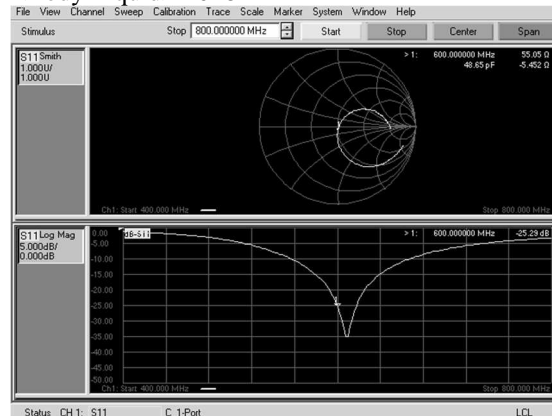 File View Channel Sweep Calibration Trace Scale Marker System Window Help
Stimulus Stop 800.000000 MHz Start Stop Center Span
S11 Smith
1.000U/
1.000U
> 1: 600.000000 MHz 55.05 Ω
48.65 pF -5.452 Ω
Ch1: Start 400.000 MHz Stop 800.000 MHz
S11 Log Mag
5.000dB/
0.000dB
0.00 dB-S11 > 1: 600.000000 MHz -25.29 dB
-5.00
-10.00
-15.00
-20.00
-25.00
1
-30.00
-35.00
-40.00
-45.00
-50.00
Ch1: Start 400.000 MHz Stop 800.000 MHz
Status CH 1: S11 C 1-Port LCL